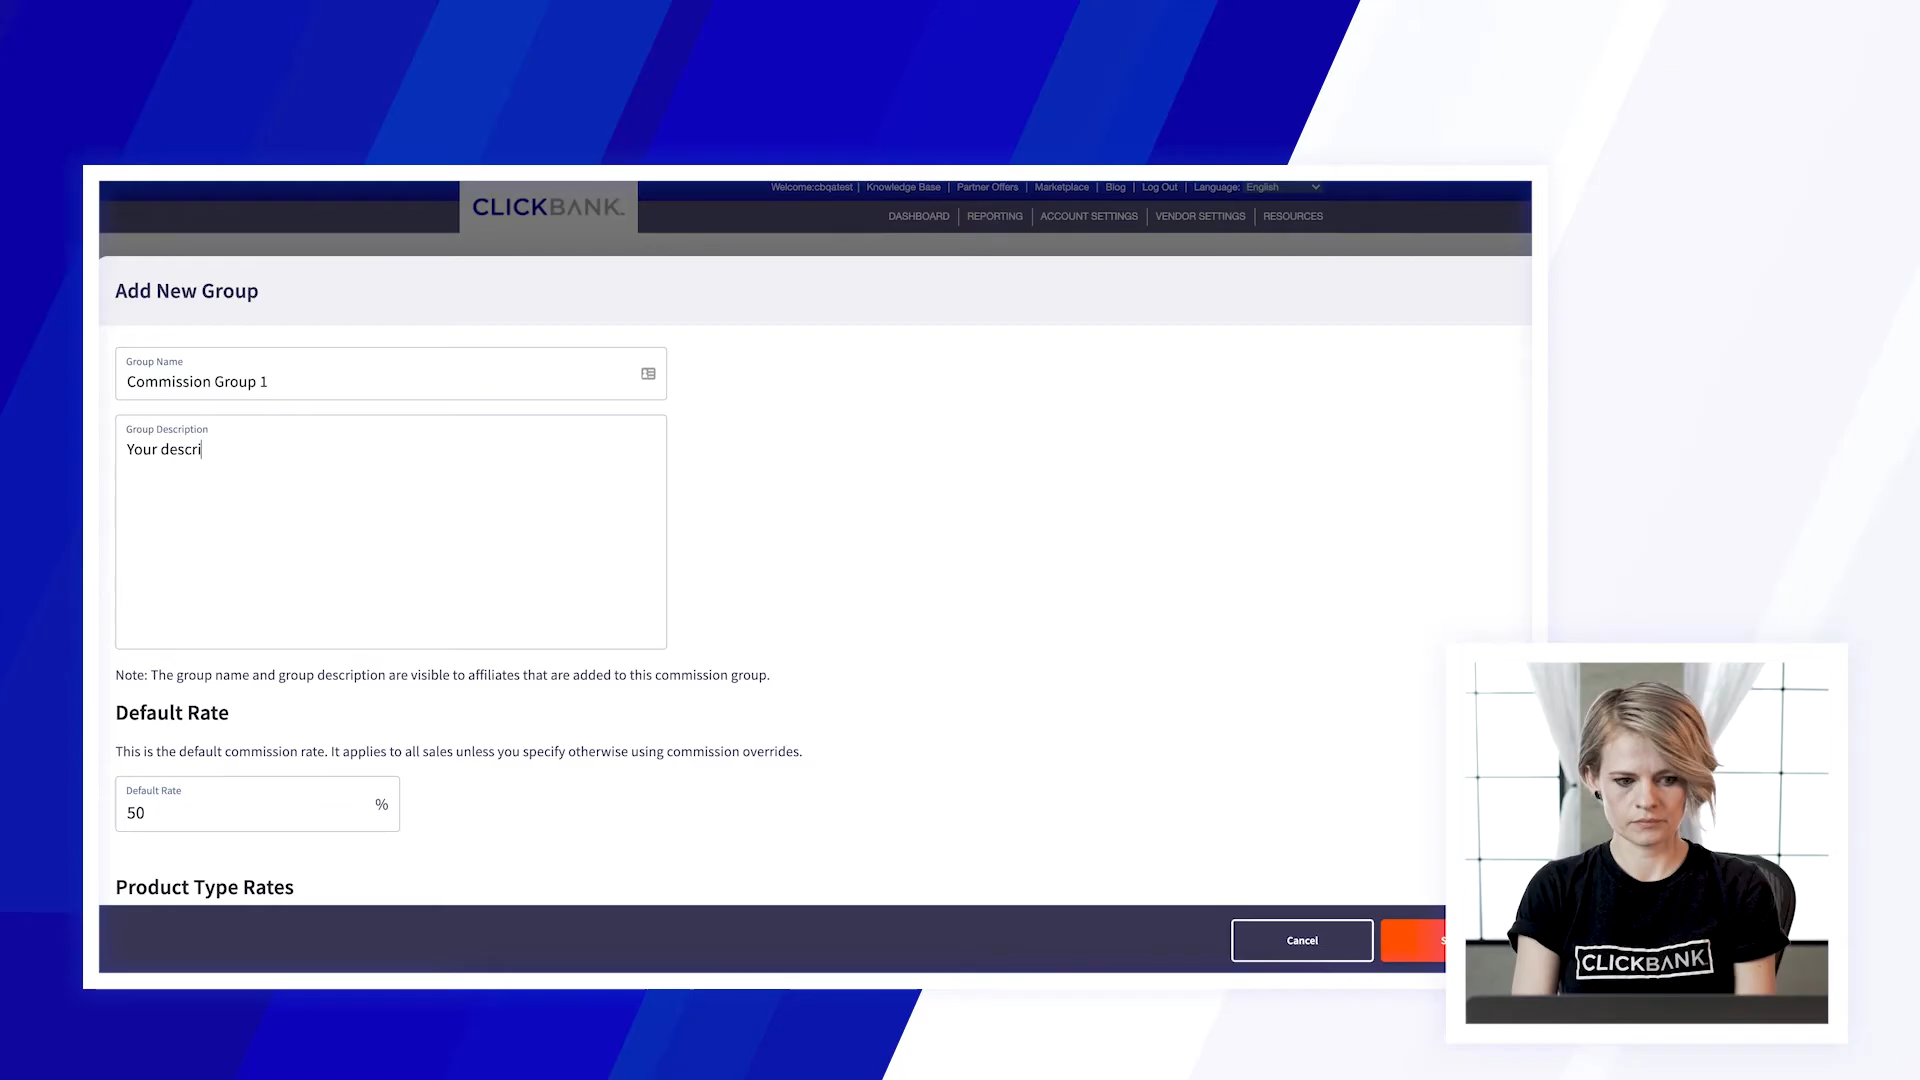 Welcome:cbqatest | Knowledge Base | Partner Offers | Marketplace | Blog | Log Out | Language: English
CLICKBANK.
DASHBOARD | REPORTING | ACCOUNT SETTINGS | VENDOR SETTINGS | RESOURCES
Add New Group
Group Name
Commission Group 1
Group Description
Your descri
Note: The group name and group description are visible to affiliates that are added to this commission group.
Default Rate
This is the default commission rate. It applies to all sales unless you specify otherwise using commission overrides.
Default Rate
50 %
Product Type Rates
Cancel
CLICKBANK